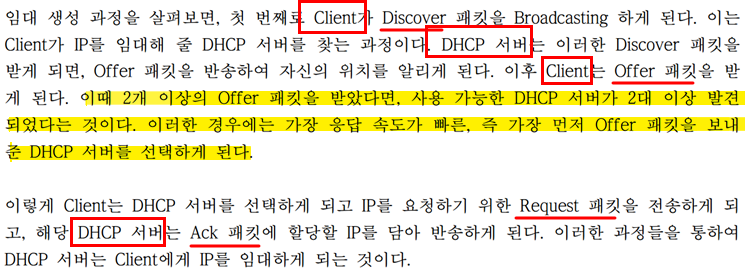 임대 생성 과정을 살펴보면, 첫 번째로 Client가 Discover 패킷을 Broadcasting 하게 된다. 이는
Client가 IP를 임대해 줄 DHCP 서버를 찾는 과정이다. DHCP 서버는 이러한 Discover 패킷을
받게 되면, Offer 패킷을 반송하여 자신의 위치를 알리게 된다. 이후 Client는 Offer 패킷을 받
게 된다. 이때 2개 이상의 Offer 패킷을 받았다면, 사용 가능한 DHCP 서버가 2대 이상 발견
되었다는 것이다. 이러한 경우에는 가장 응답 속도가 빠른, 즉 가장 먼저 Offer 패킷을 보내
준 DHCP 서버를 선택하게 된다.
이렇게 Client는 DHCP 서버를 선택하게 되고 IP를 요청하기 위한 Request 패킷을 전송하게 되
고, 해당 DHCP 서버는 Ack 패킷에 할당할 IP를 담아 반송하게 된다. 이러한 과정들을 통하여
DHCP 서버는 Client에게 IP를 임대하게 되는 것이다.